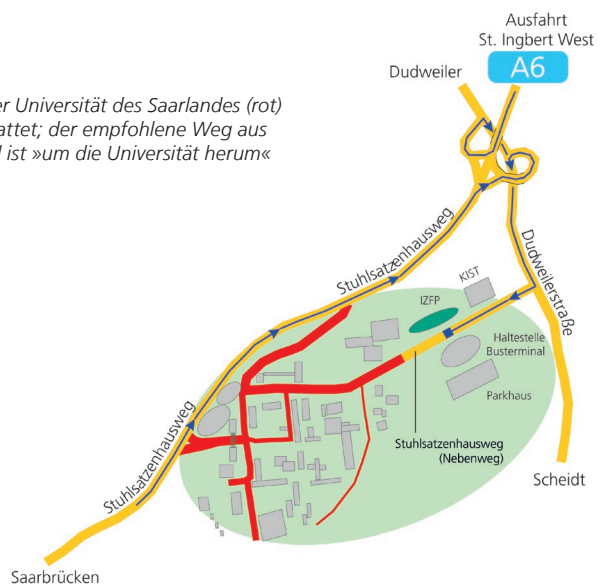 Ausfahrt
St. Ingbert West
A6
Dudweiler
er Universität des Saarlandes (rot)
attet; der empfohlene Weg aus
ist »um die Universität herum«
Stuhlsatzenhausweg
Dudweilerstraße
KIST
IZFP
Haltestelle
Busterminal
Parkhaus
Stuhlsatzenhausweg
Stuhlsatzenhausweg
(Nebenweg)
Scheidt
Saarbrücken